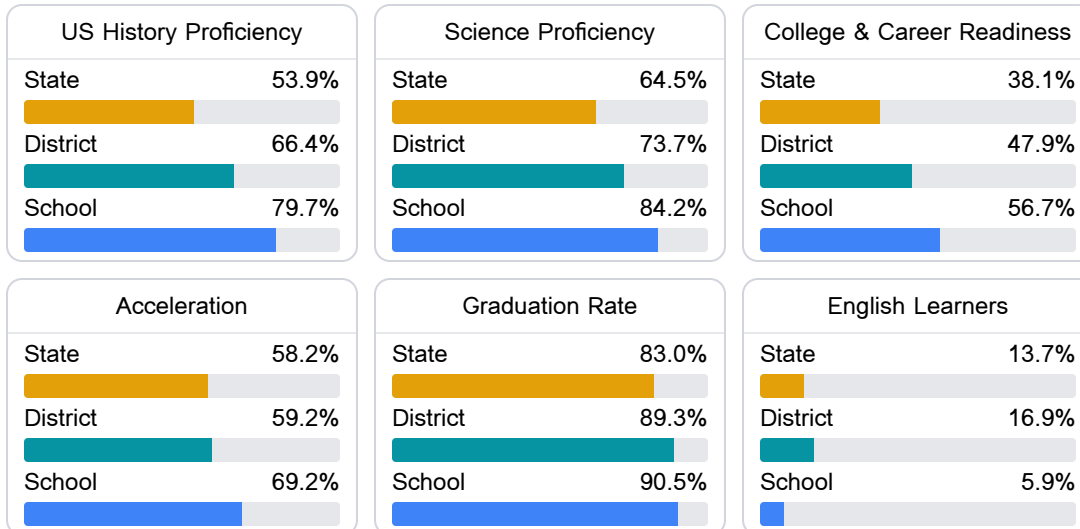 US History Proficiency
State 53.9%
District 66.4%
School 79.7%
Science Proficiency
State 64.5%
District 73.7%
School 84.2%
College & Career Readiness
State 38.1%
District 47.9%
School 56.7%
Acceleration
State 58.2%
District 59.2%
School 69.2%
Graduation Rate
State 83.0%
District 89.3%
School 90.5%
English Learners
State 13.7%
District 16.9%
School 5.9%